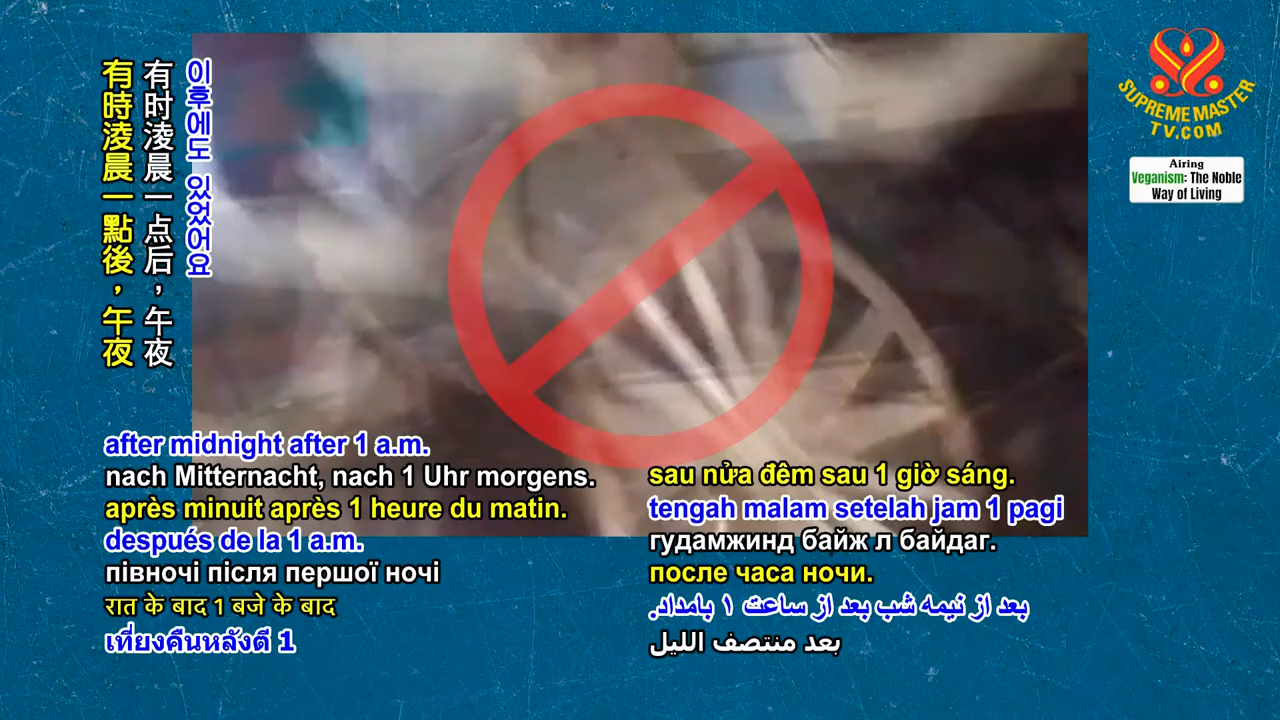 有時淩晨一點後，午夜
有时淩晨一点后，午夜
이후에도 있었어요
SUPREME MASTER
TV.COM
Airing
Veganism: The Noble
Way of Living
after midnight after 1 a.m.
nach Mitternacht, nach 1 Uhr morgens.
après minuit après 1 heure du matin.
después de la 1 a.m.
півночі після першої ночі
रात के बाद 1 बजे के बाद
เที่ยงคืนหลังตี 1
sau nửa đêm sau 1 giờ sáng.
tengah malam setelah jam 1 pagi
гудамжинд байж л байдаг.
после часа ночи.
بعد از نیمه شب بعد از ساعت ۱ بامداد.
بعد منتصف الليل